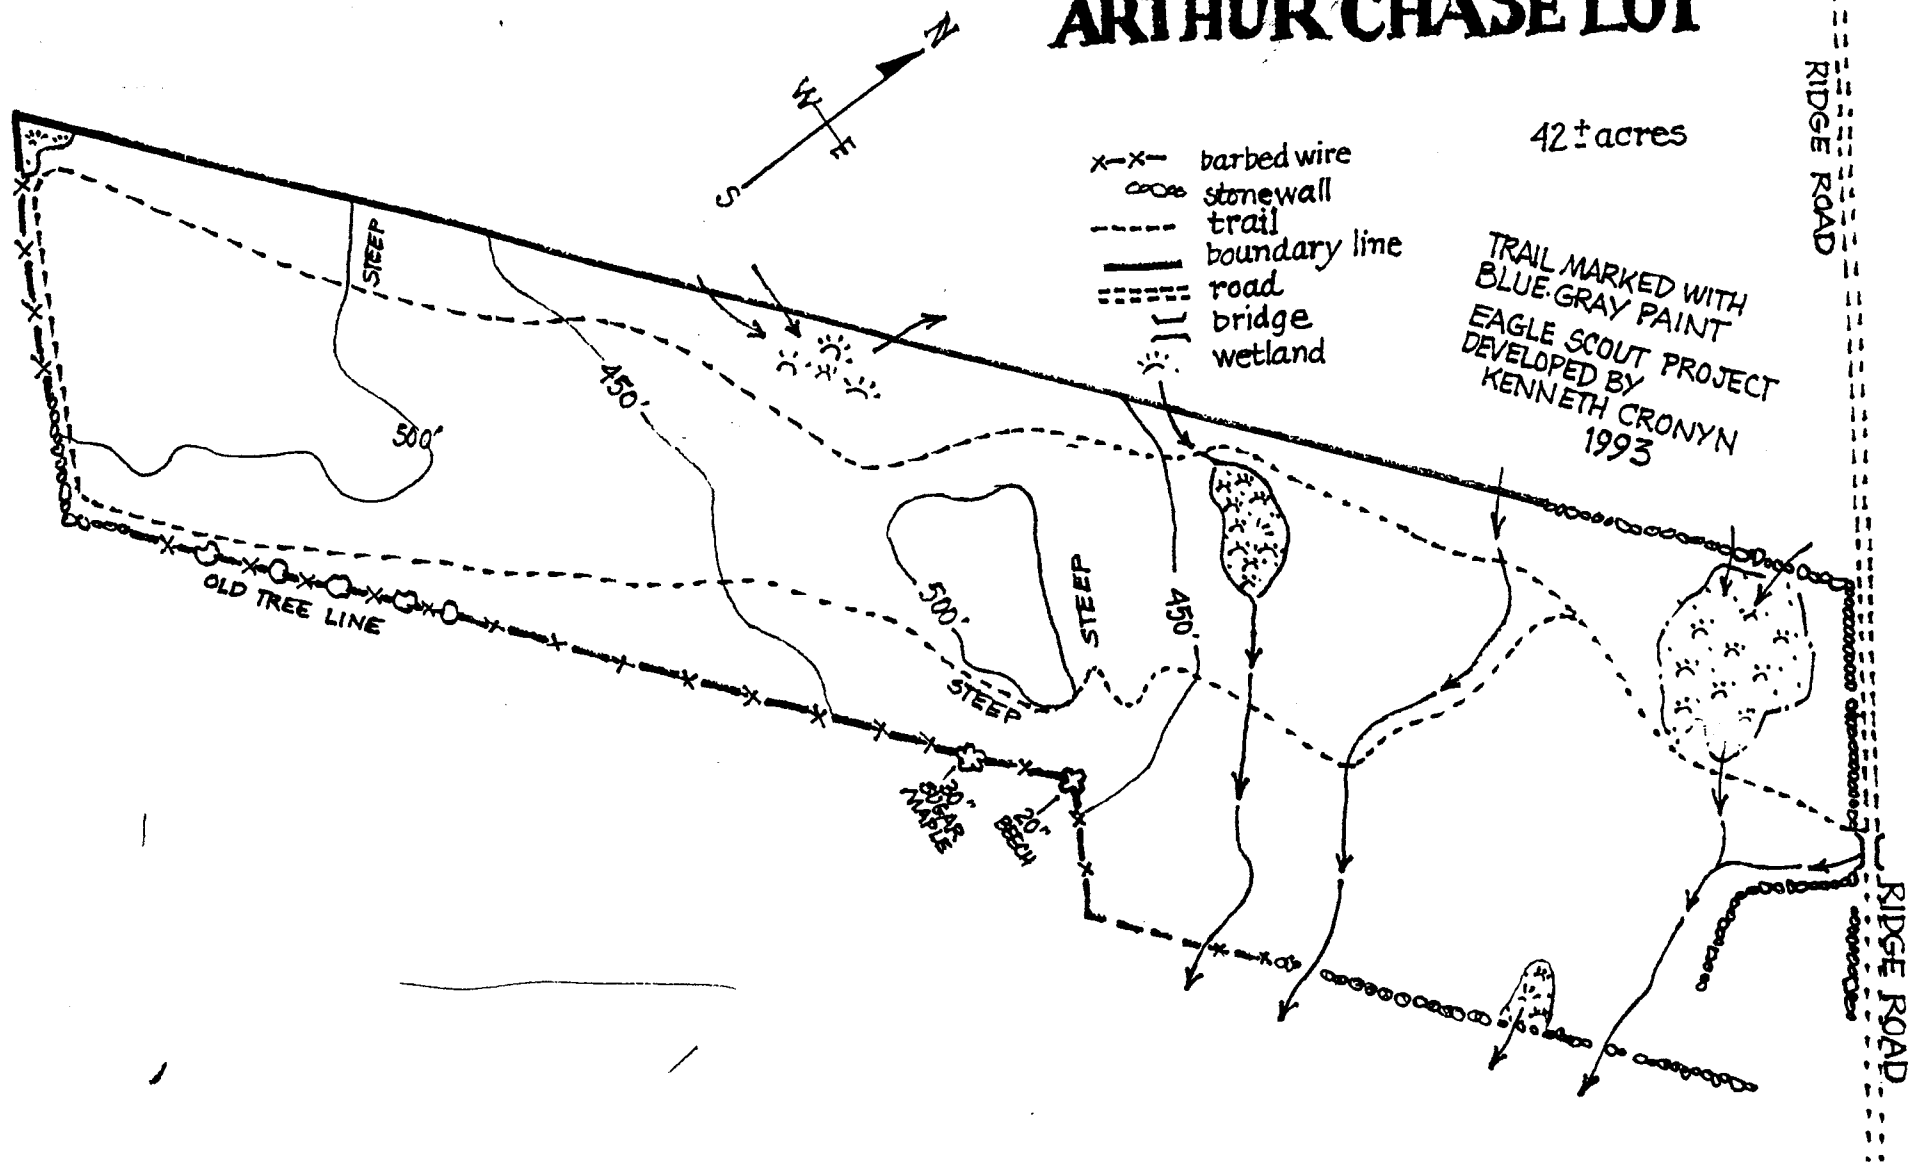 ARTHUR CHASE LOT
N
W
E
S
42± acres
barbed wire
stonewall
trail
boundary line
road
bridge
wetland
RIDGE ROAD
TRAIL MARKED WITH
BLUE-GRAY PAINT
EAGLE SCOUT PROJECT
DEVELOPED BY
KENNETH CRONYN
1993
STEEP
500'
450'
500'
STEEP
450'
STEEP
OLD TREE LINE
30"
SUGAR
MAPLE
20"
BEECH
RIDGE ROAD